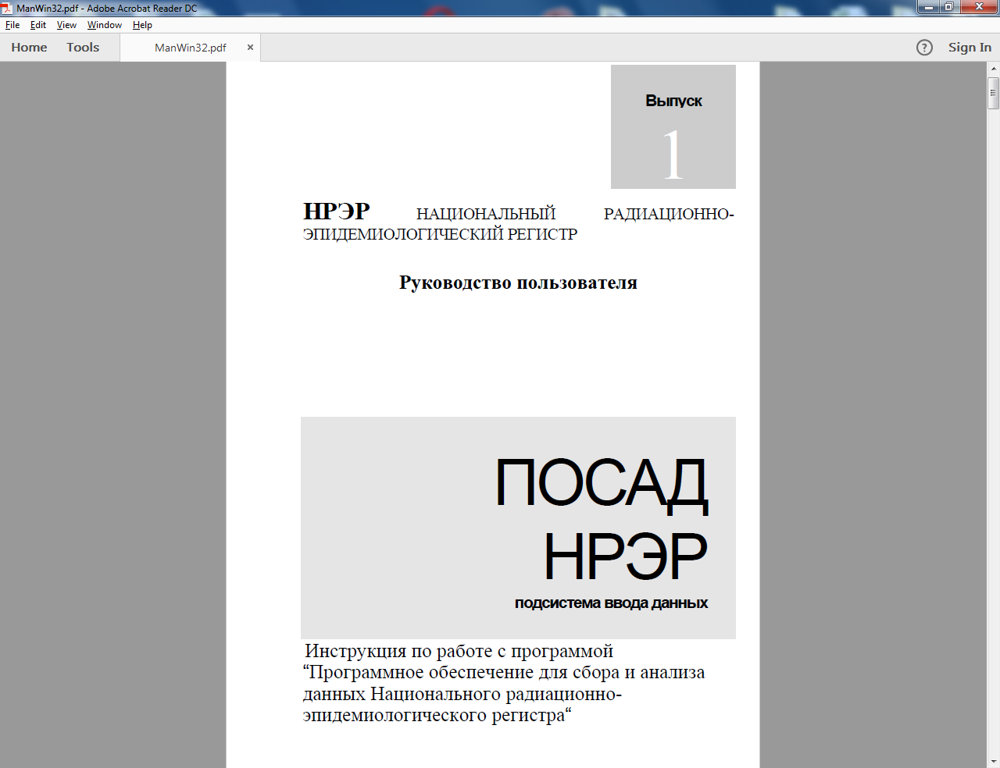 ManWin32.pdf - Adobe Acrobat Reader DC
File Edit View Window Help
Home Tools ManWin32.pdf × ? Sign In
Выпуск
1
НРЭР НАЦИОНАЛЬНЫЙ РАДИАЦИОННО-
ЭПИДЕМИОЛОГИЧЕСКИЙ РЕГИСТР
Руководство пользователя
ПОСАД
НРЭР
подсистема ввода данных
Инструкция по работе с программой
“Программное обеспечение для сбора и анализа
данных Национального радиационно-
эпидемиологического регистра“